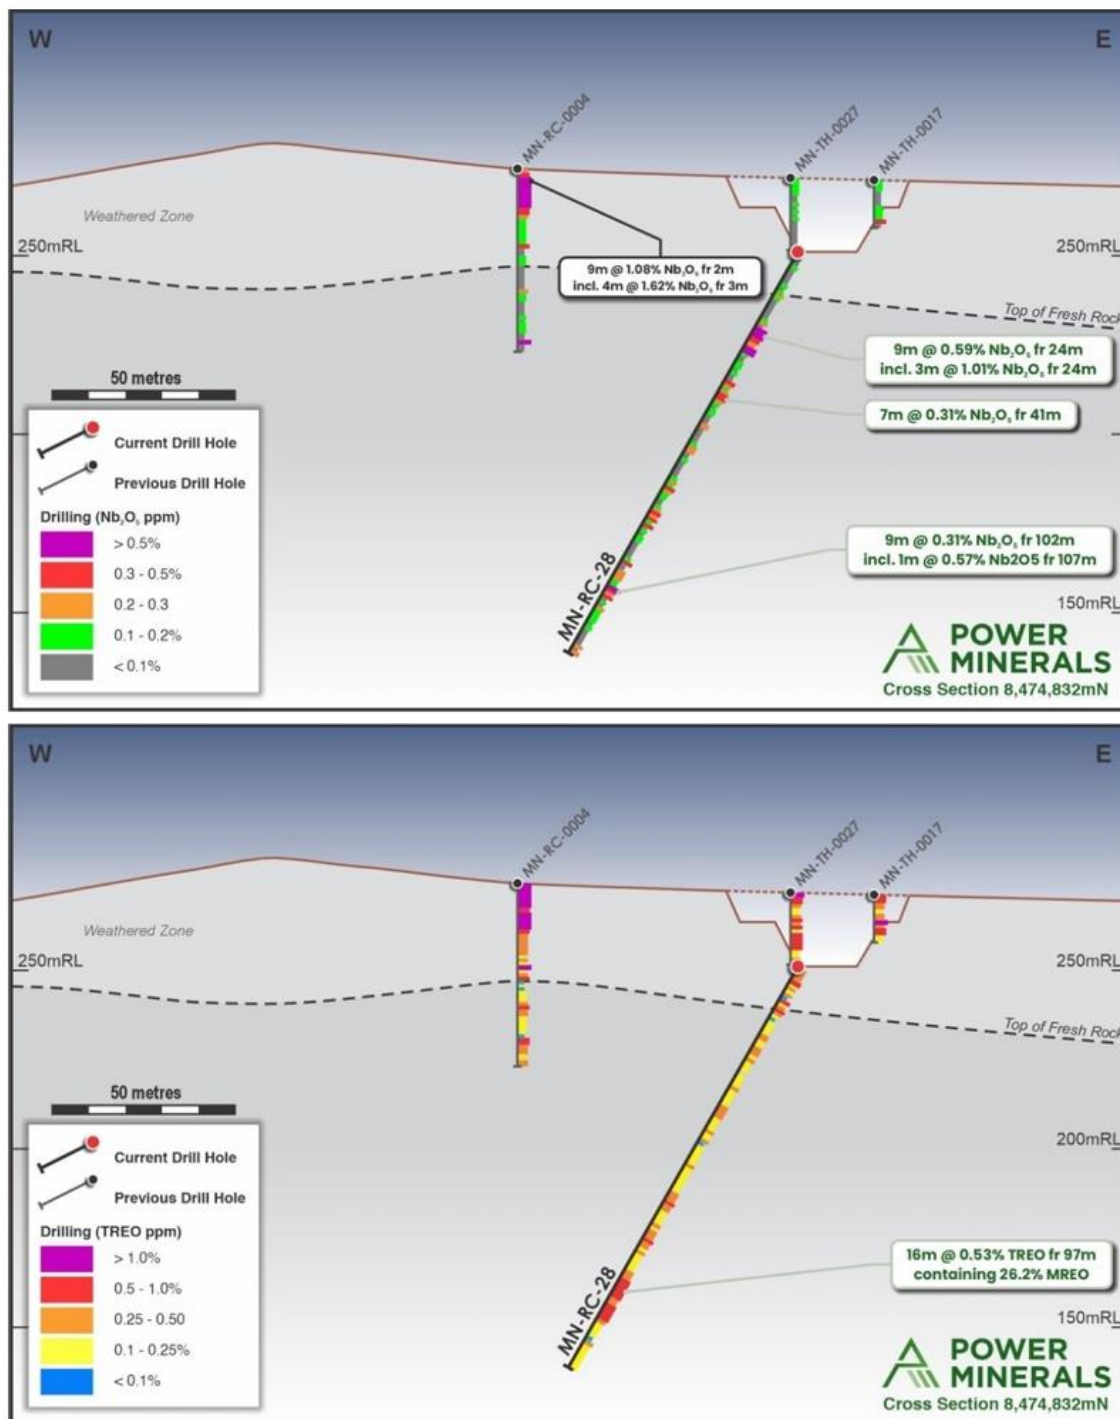 W
E
MN-RC-0004
MN-TH-0027
MN-TH-0017
Weathered Zone
250mRL
250mRL
9m @ 1.08% Nb₂O₅ fr 2m
incl. 4m @ 1.62% Nb₂O₅ fr 3m
Top of Fresh Rock
9m @ 0.59% Nb₂O₅ fr 24m
incl. 3m @ 1.01% Nb₂O₅ fr 24m
7m @ 0.31% Nb₂O₅ fr 41m
50 metres
Current Drill Hole
Previous Drill Hole
Drilling (Nb₂O₅ ppm)
> 0.5%
0.3 - 0.5%
0.2 - 0.3
0.1 - 0.2%
< 0.1%
9m @ 0.31% Nb₂O₅ fr 102m
incl. 1m @ 0.57% Nb2O5 fr 107m
MN-RC-28
150mRL
POWER
MINERALS
Cross Section 8,474,832mN
W
E
MN-RC-0004
MN-TH-0027
MN-TH-0017
Weathered Zone
250mRL
250mRL
Top of Fresh Rock
50 metres
200mRL
Current Drill Hole
Previous Drill Hole
Drilling (TREO ppm)
> 1.0%
0.5 - 1.0%
0.25 - 0.50
0.1 - 0.25%
< 0.1%
16m @ 0.53% TREO fr 97m
containing 26.2% MREO
MN-RC-28
150mRL
POWER
MINERALS
Cross Section 8,474,832mN